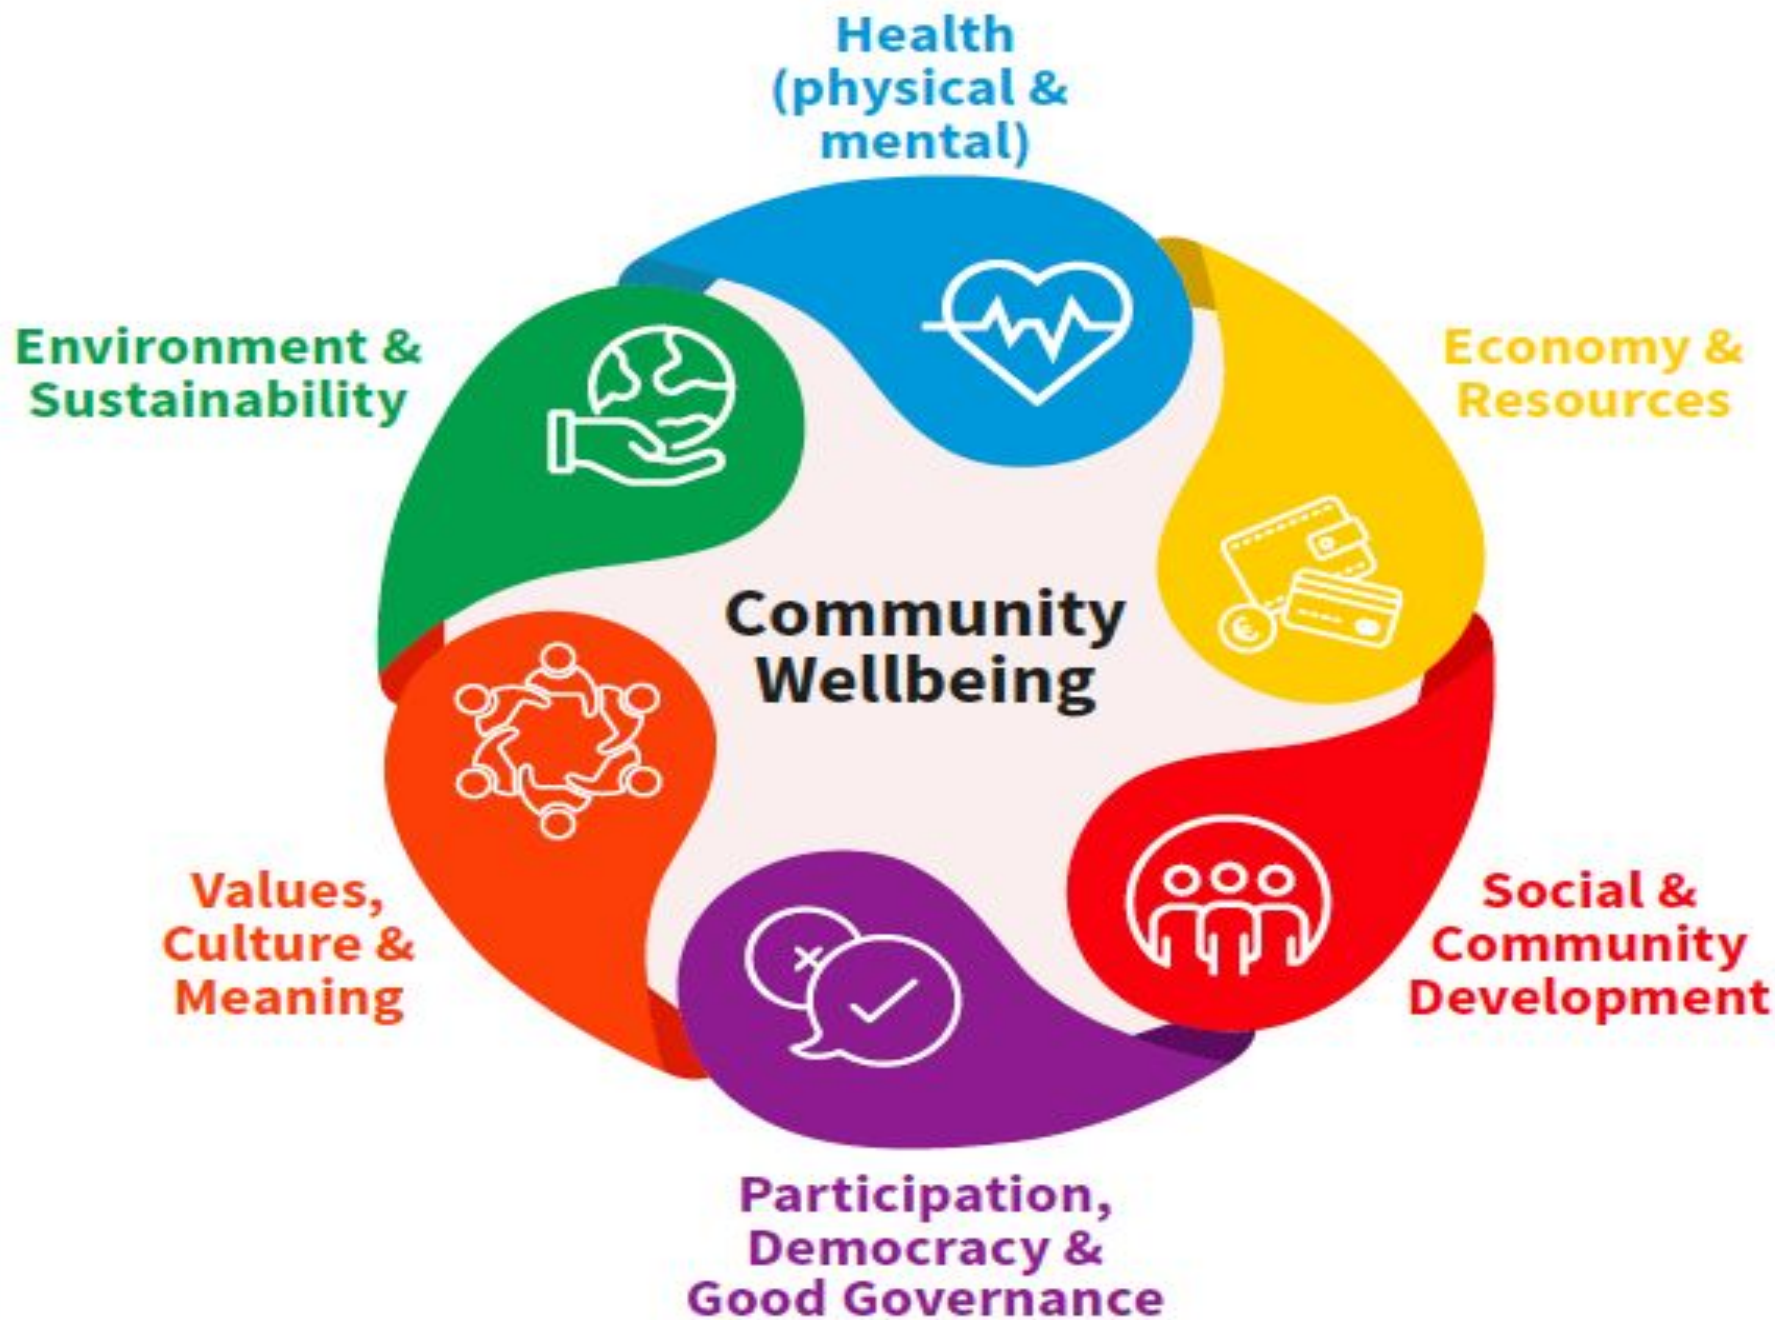 Health
(physical &
mental)
Economy &
Resources
Social &
Community
Development
Participation,
Democracy &
Good Governance
Values,
Culture &
Meaning
Environment &
Sustainability
Community
Wellbeing
€